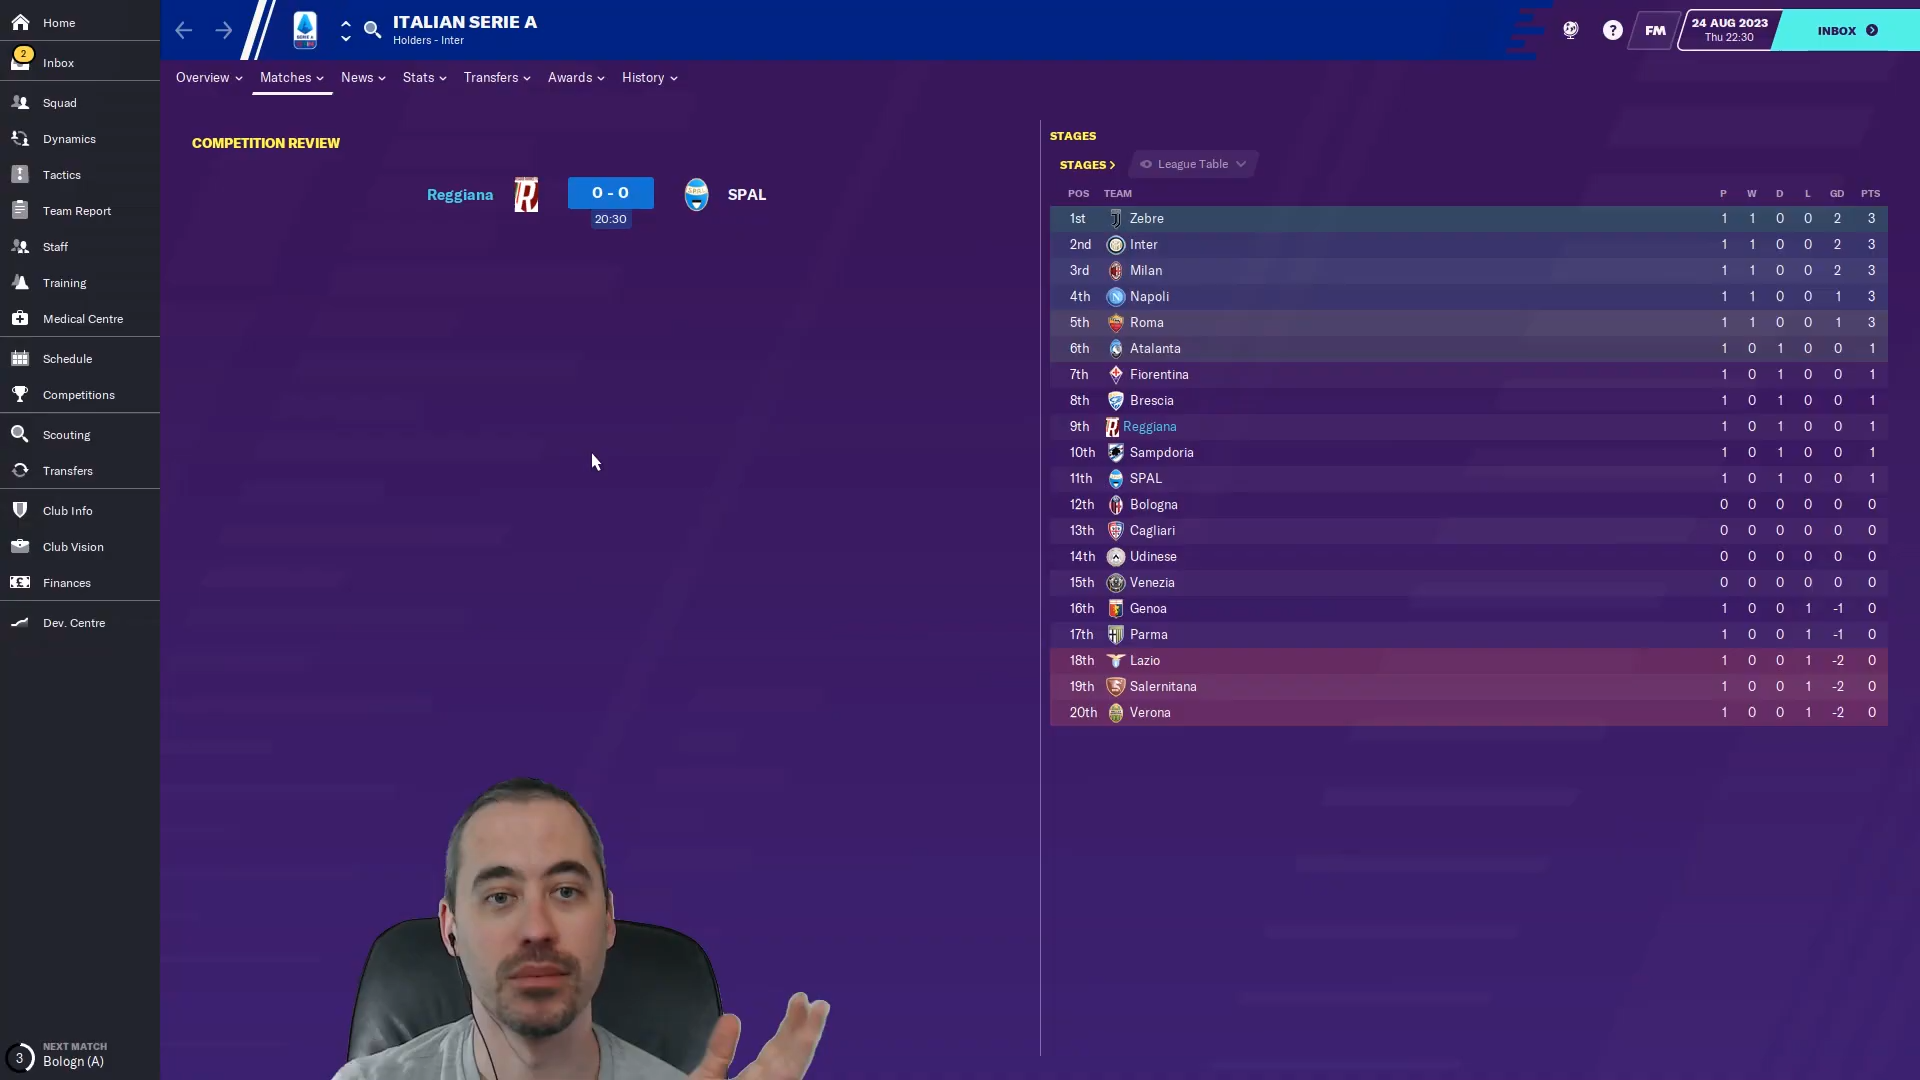 Home
2
Inbox
Squad
Dynamics
Tactics
Team Report
Staff
Training
Medical Centre
Schedule
Competitions
Scouting
Transfers
Club Info
Club Vision
Finances
Dev. Centre
3
NEXT MATCH
Bologn (A)
ITALIAN SERIE A
Holders - Inter
?
FM
24 AUG 2023
Thu 22:30
INBOX
Overview Matches News Stats Transfers Awards History
COMPETITION REVIEW
Reggiana 0 - 0 SPAL
20:30
STAGES
STAGES > League Table
POS TEAM P W D L GD PTS
1st Zebre 1 1 0 0 2 3
2nd Inter 1 1 0 0 2 3
3rd Milan 1 1 0 0 2 3
4th Napoli 1 1 0 0 1 3
5th Roma 1 1 0 0 1 3
6th Atalanta 1 0 1 0 0 1
7th Fiorentina 1 0 1 0 0 1
8th Brescia 1 0 1 0 0 1
9th Reggiana 1 0 1 0 0 1
10th Sampdoria 1 0 1 0 0 1
11th SPAL 1 0 1 0 0 1
12th Bologna 0 0 0 0 0 0
13th Cagliari 0 0 0 0 0 0
14th Udinese 0 0 0 0 0 0
15th Venezia 0 0 0 0 0 0
16th Genoa 1 0 0 1 -1 0
17th Parma 1 0 0 1 -1 0
18th Lazio 1 0 0 1 -2 0
19th Salernitana 1 0 0 1 -2 0
20th Verona 1 0 0 1 -2 0